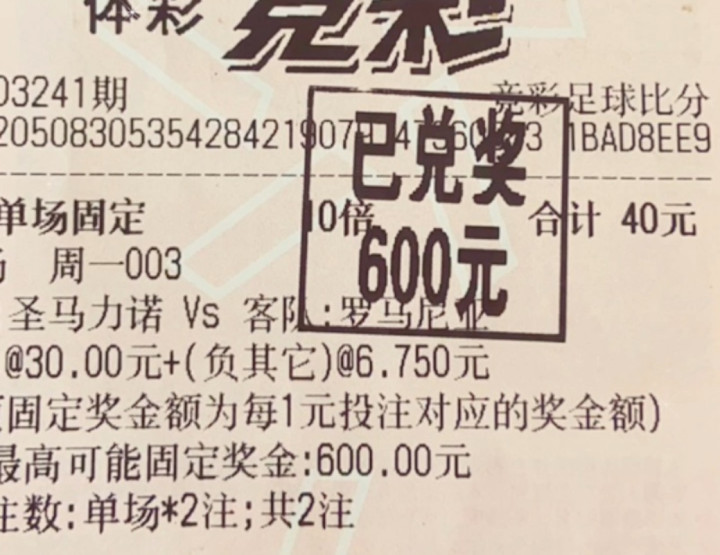 体彩 竞彩
03241期 竞彩足球比分
205083053542842190 1BAD8EE9
已兑奖
600元
单场固定 10倍 合计 40元
周一003
圣马力诺 Vs 客队:罗马尼亚
@30.00元+(负其它)@6.750元
固定奖金额为每1元投注对应的奖金额)
最高可能固定奖金:600.00元
注数:单场*2注;共2注